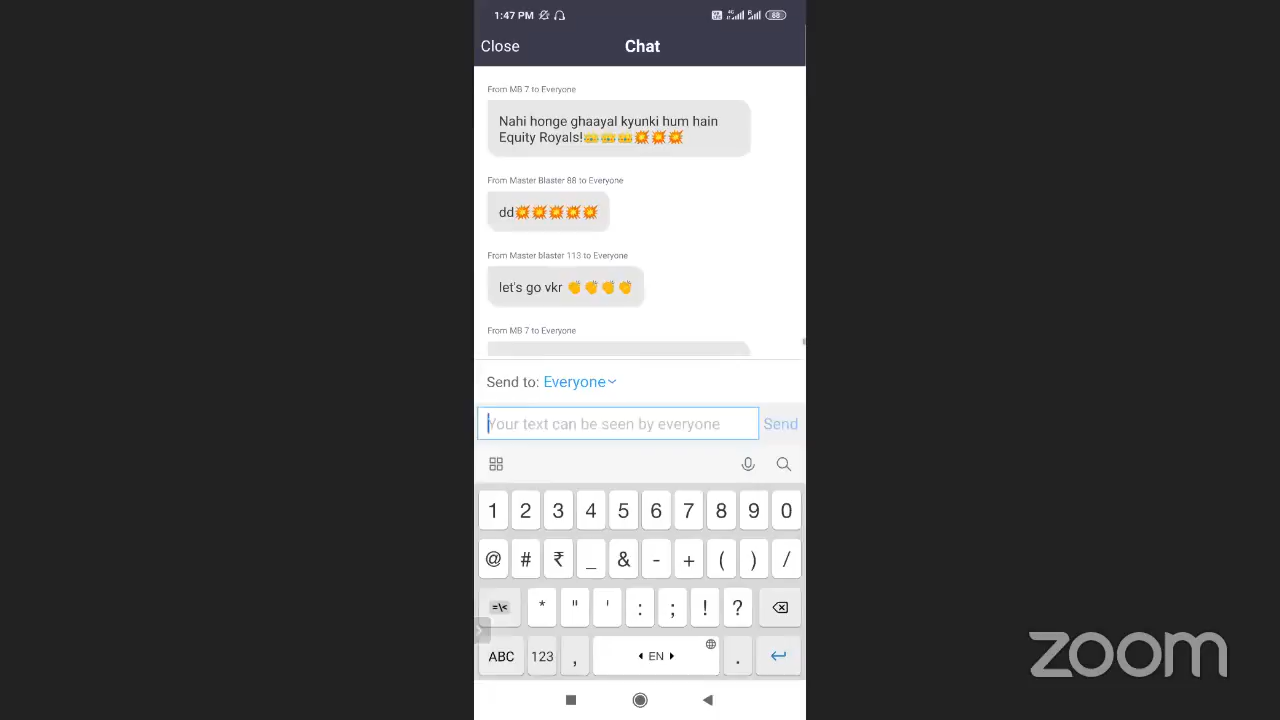 1:47 PM
68
Close
Chat
From MB 7 to Everyone
Nahi honge ghaayal kyunki hum hain
Equity Royals!👑👑👑💥💥💥
From Master Blaster 88 to Everyone
dd💥💥💥💥💥
From Master blaster 113 to Everyone
let's go vkr 👏👏👏👏
From MB 7 to Everyone
Send to: Everyone
Your text can be seen by everyone
Send
1 2 3 4 5 6 7 8 9 0
@ # ₹ _ & - + ( ) /
=\< * " ' : ; ! ?
ABC 123 , EN .
zoom